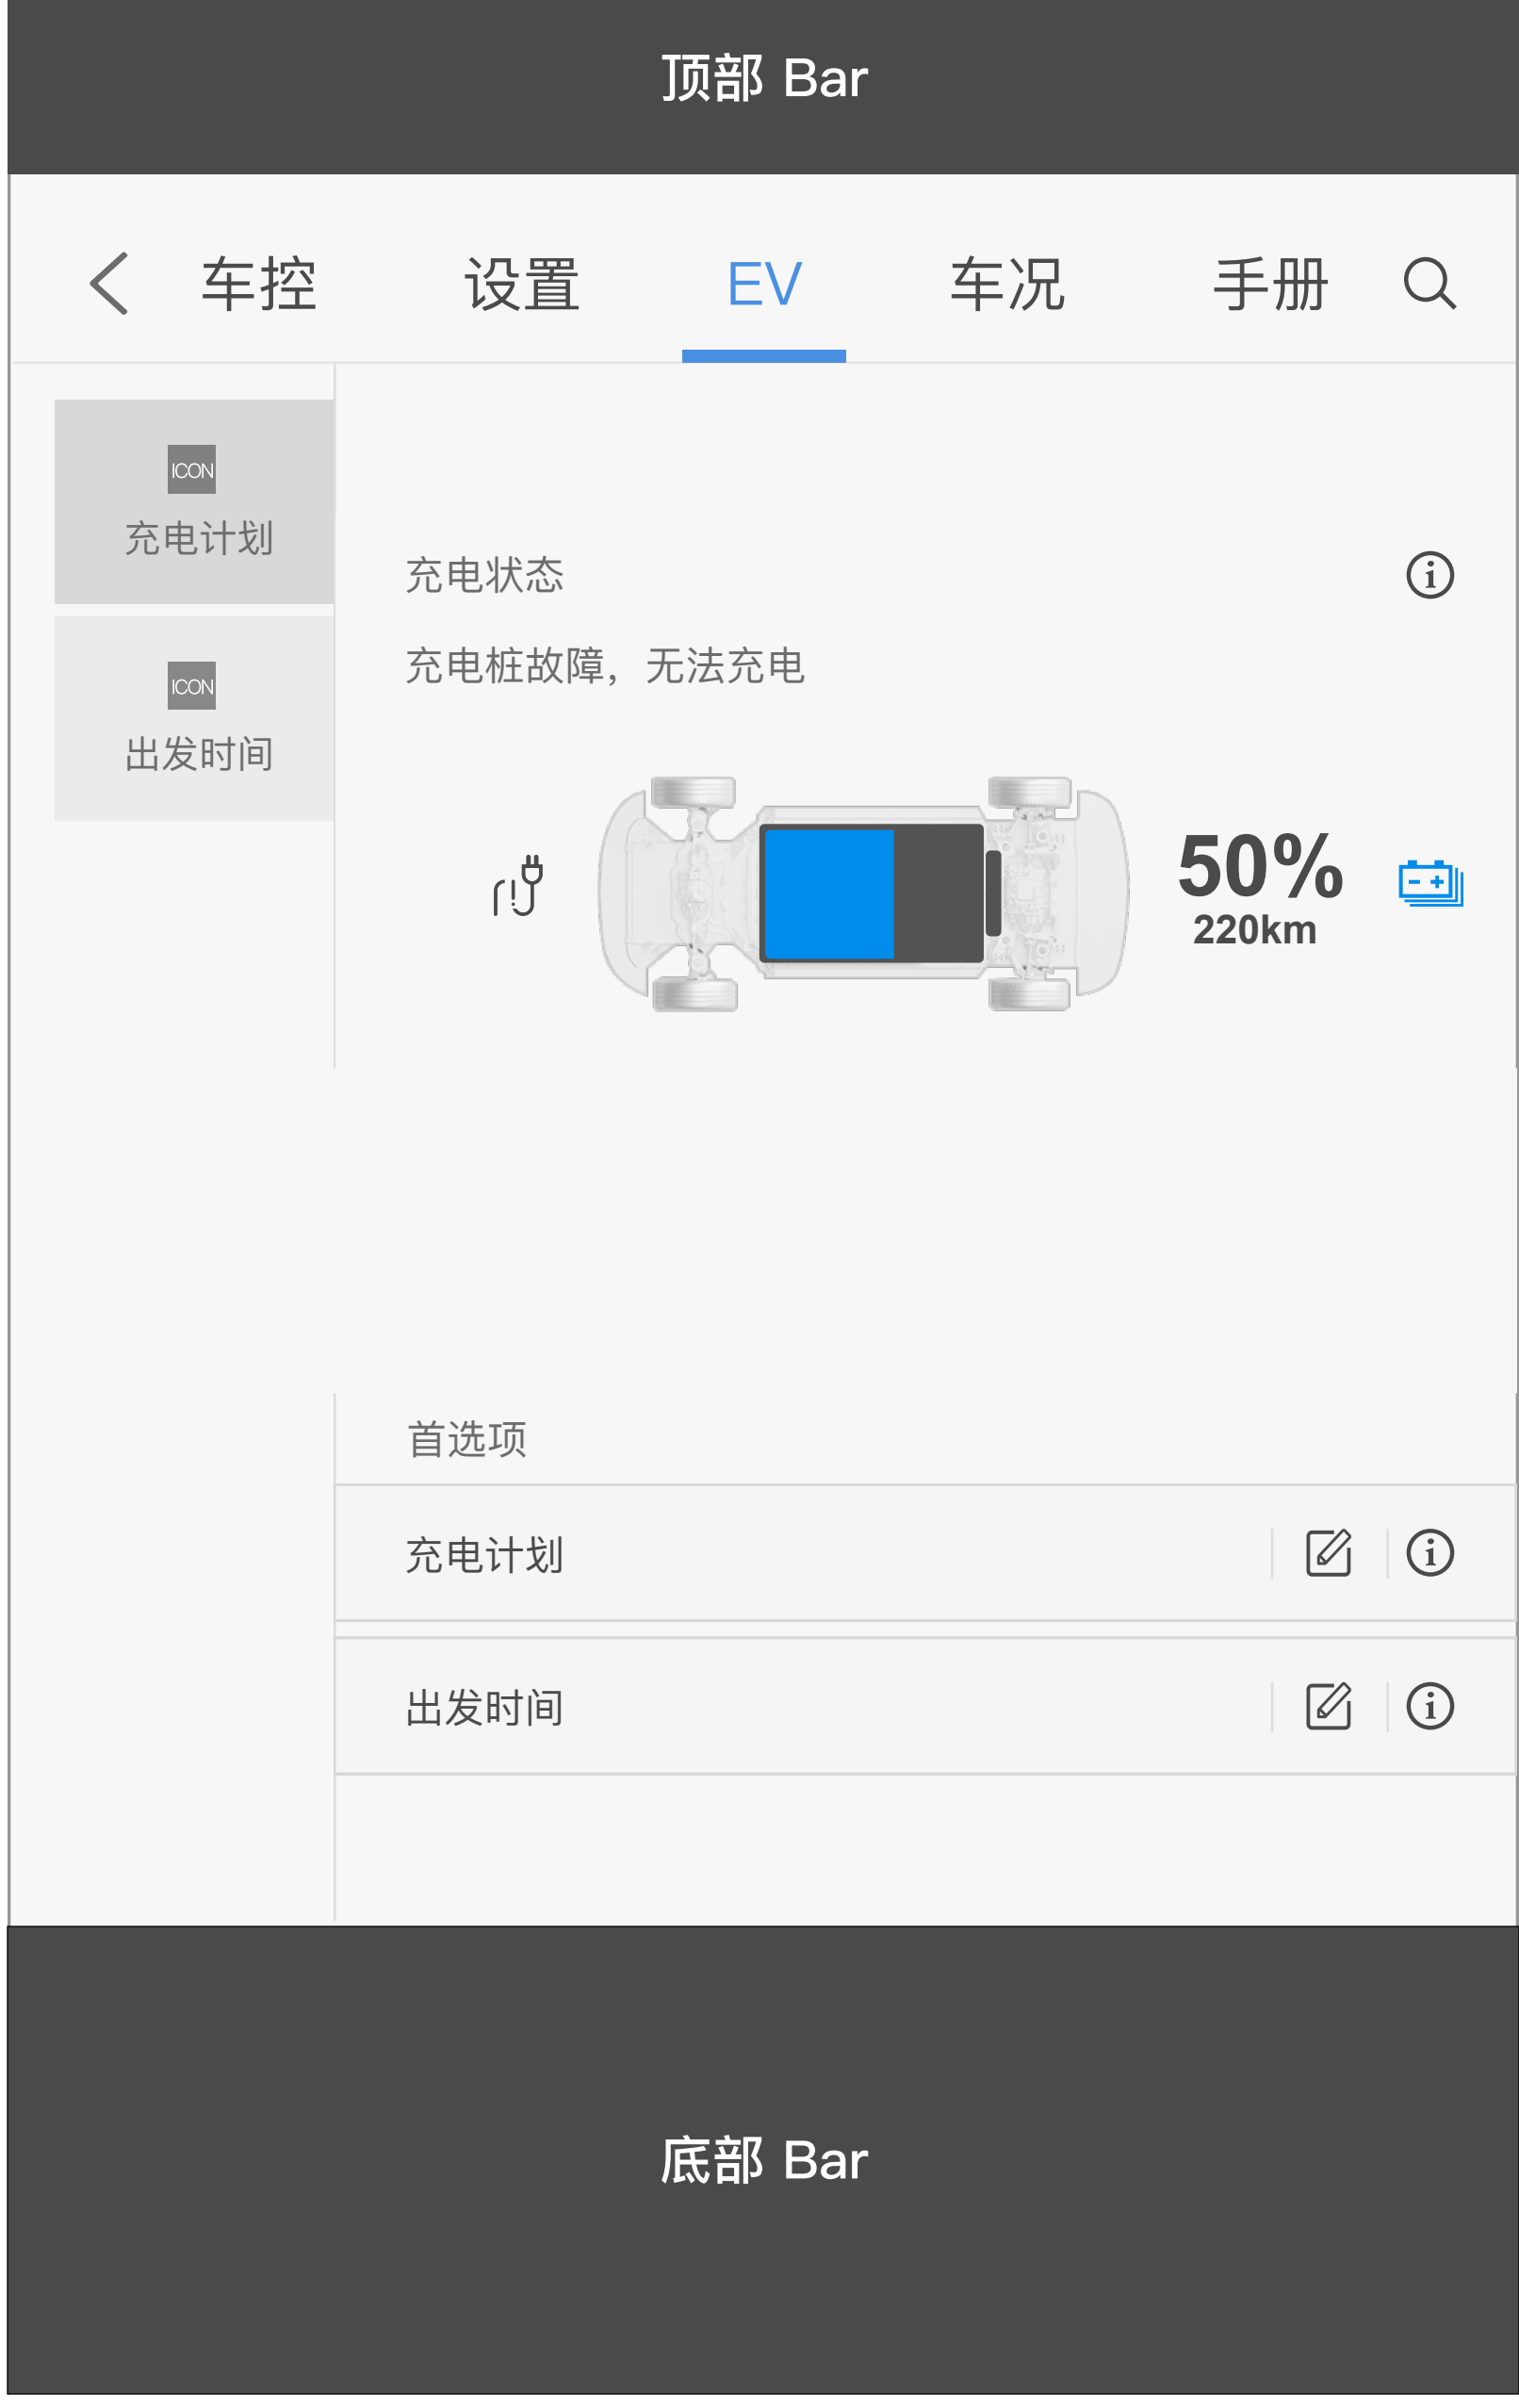 顶部 Bar
车控 设置 EV 车况 手册
ICON
充电计划
ICON
出发时间
充电状态
充电桩故障，无法充电
50%
220km
首选项
充电计划
出发时间
底部 Bar